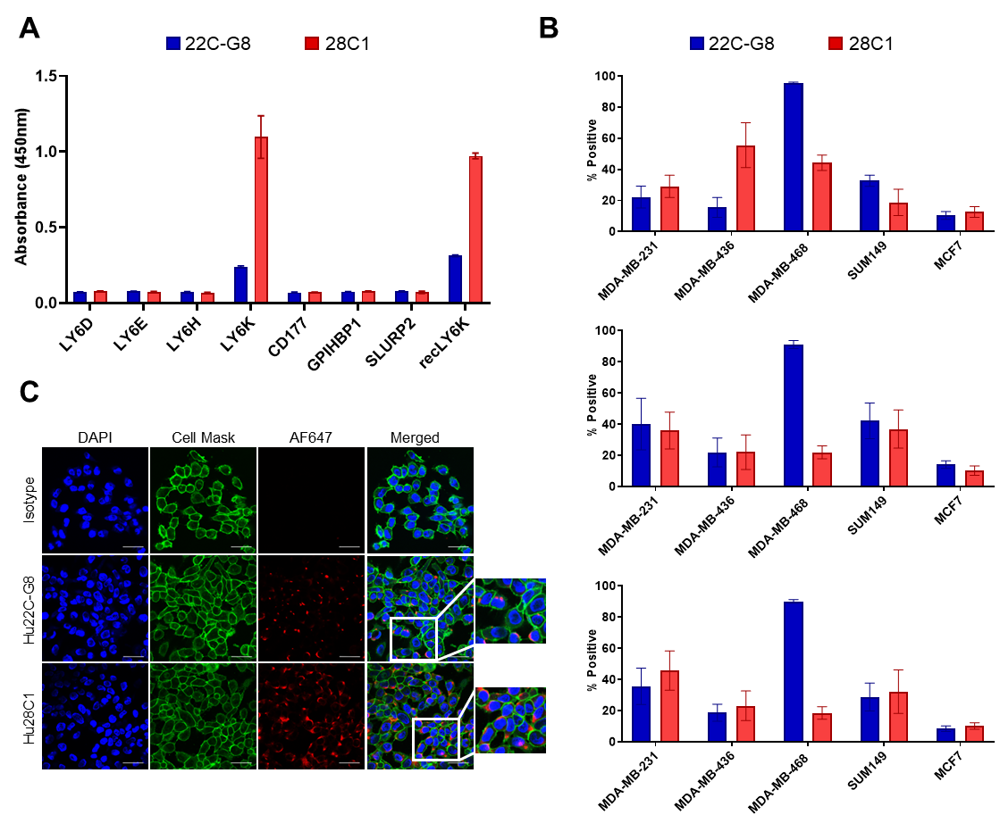 A
22C-G8 28C1
Absorbance (450nm)
1.5
1.0
0.5
0.0
LY6D LY6E LY6H LY6K CD177 GPIHBP1 SLURP2 recLY6K
B
22C-G8 28C1
% Positive
100
80
60
40
20
0
MDA-MB-231 MDA-MB-436 MDA-MB-468 SUM149 MCF7
% Positive
100
80
60
40
20
0
MDA-MB-231 MDA-MB-436 MDA-MB-468 SUM149 MCF7
% Positive
100
80
60
40
20
0
MDA-MB-231 MDA-MB-436 MDA-MB-468 SUM149 MCF7
C
DAPI Cell Mask AF647 Merged
Isotype
Hu22C-G8
Hu28C1